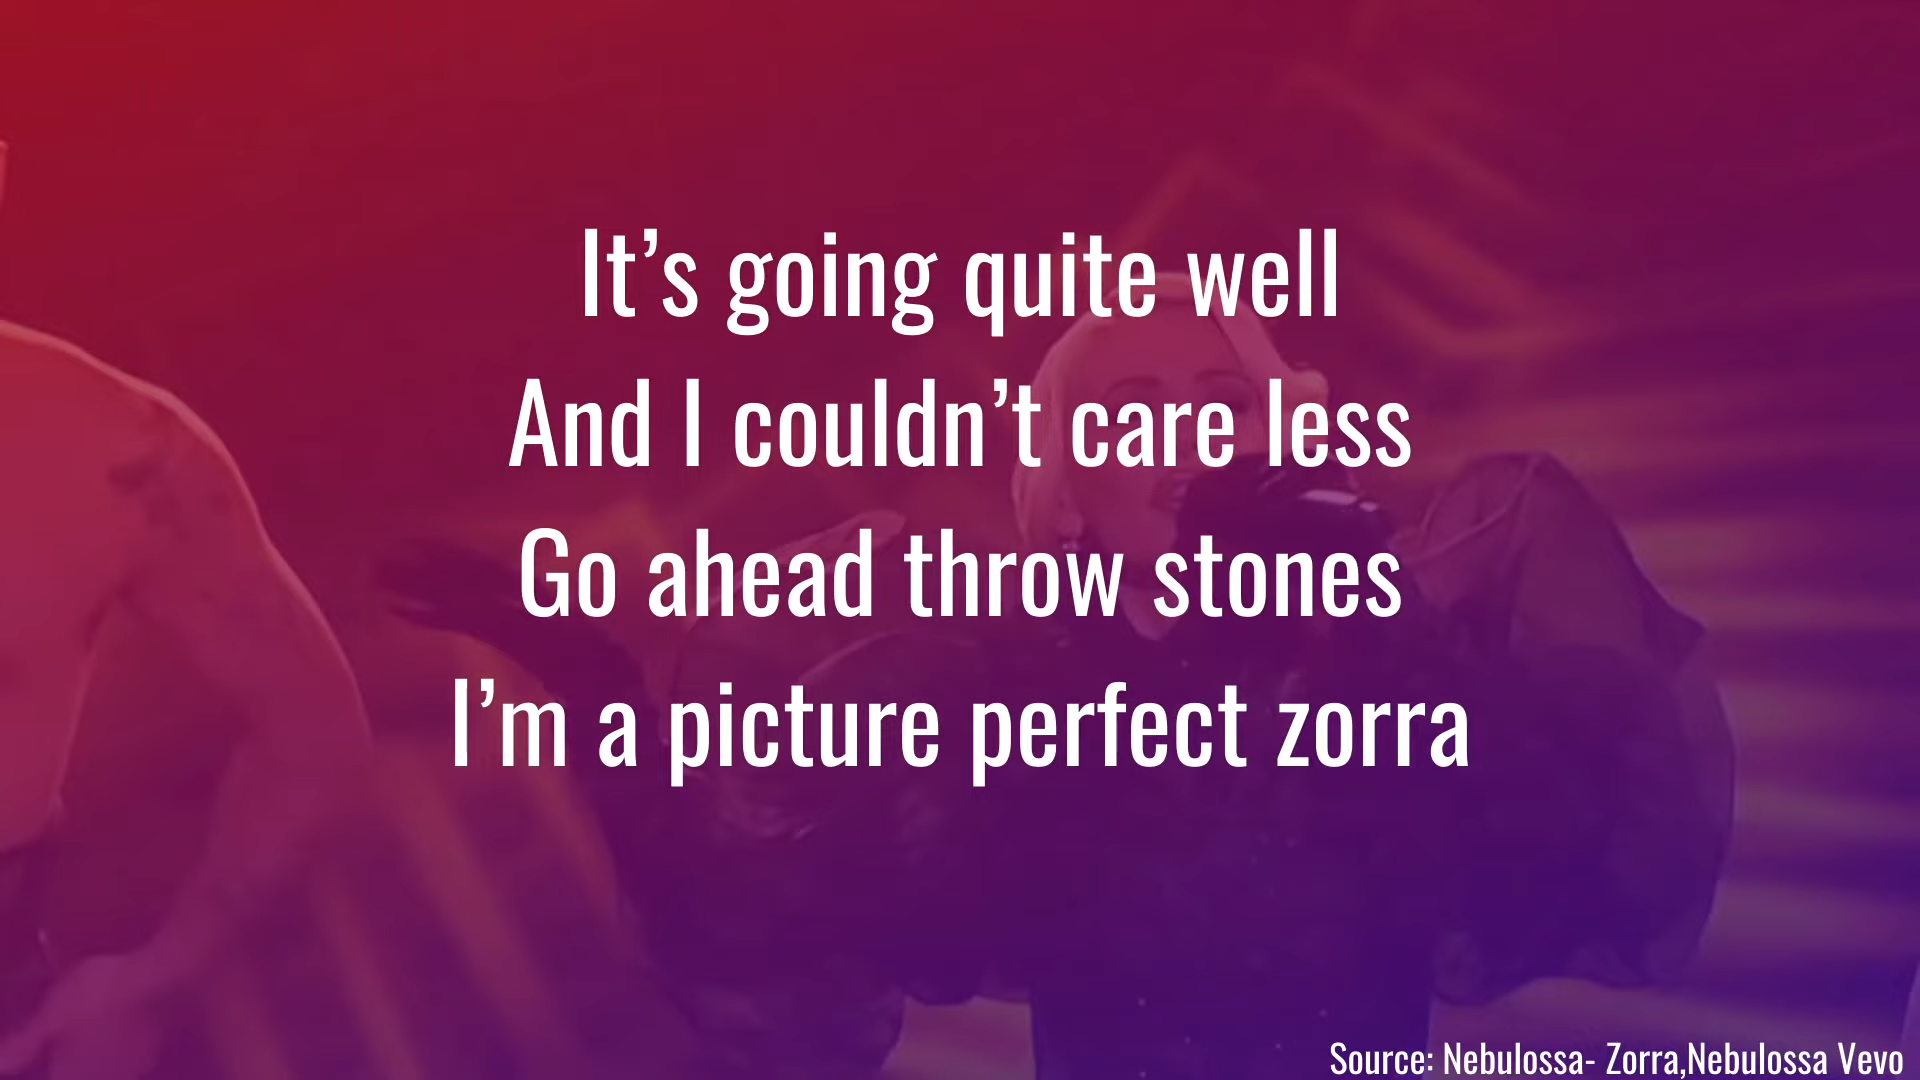 It’s going quite well
And I couldn’t care less
Go ahead throw stones
I’m a picture perfect zorra
Source: Nebulossa- Zorra,Nebulossa Vevo